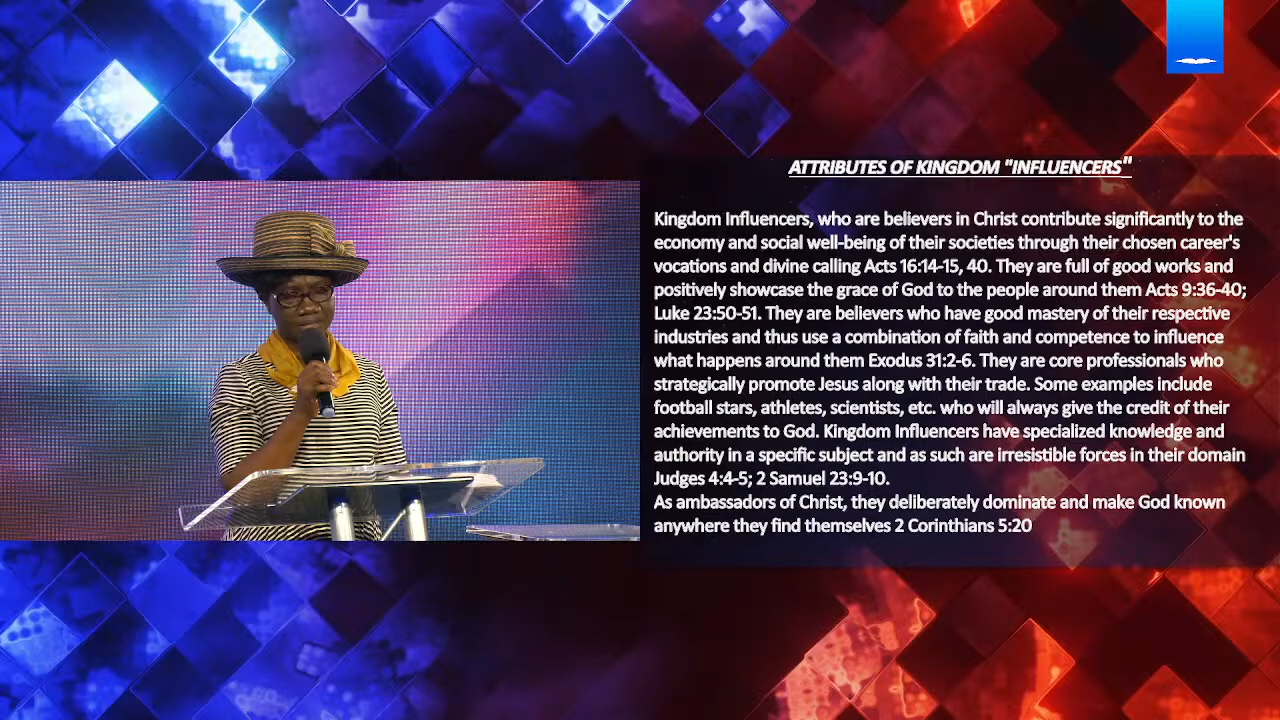 ATTRIBUTES OF KINGDOM "INFLUENCERS"
Kingdom Influencers, who are believers in Christ contribute significantly to the
economy and social well-being of their societies through their chosen career's
vocations and divine calling Acts 16:14-15, 40. They are full of good works and
positively showcase the grace of God to the people around them Acts 9:36-40;
Luke 23:50-51. They are believers who have good mastery of their respective
industries and thus use a combination of faith and competence to influence
what happens around them Exodus 31:2-6. They are core professionals who
strategically promote Jesus along with their trade. Some examples include
football stars, athletes, scientists, etc. who will always give the credit of their
achievements to God. Kingdom Influencers have specialized knowledge and
authority in a specific subject and as such are irresistible forces in their domain
Judges 4:4-5; 2 Samuel 23:9-10.
As ambassadors of Christ, they deliberately dominate and make God known
anywhere they find themselves 2 Corinthians 5:20